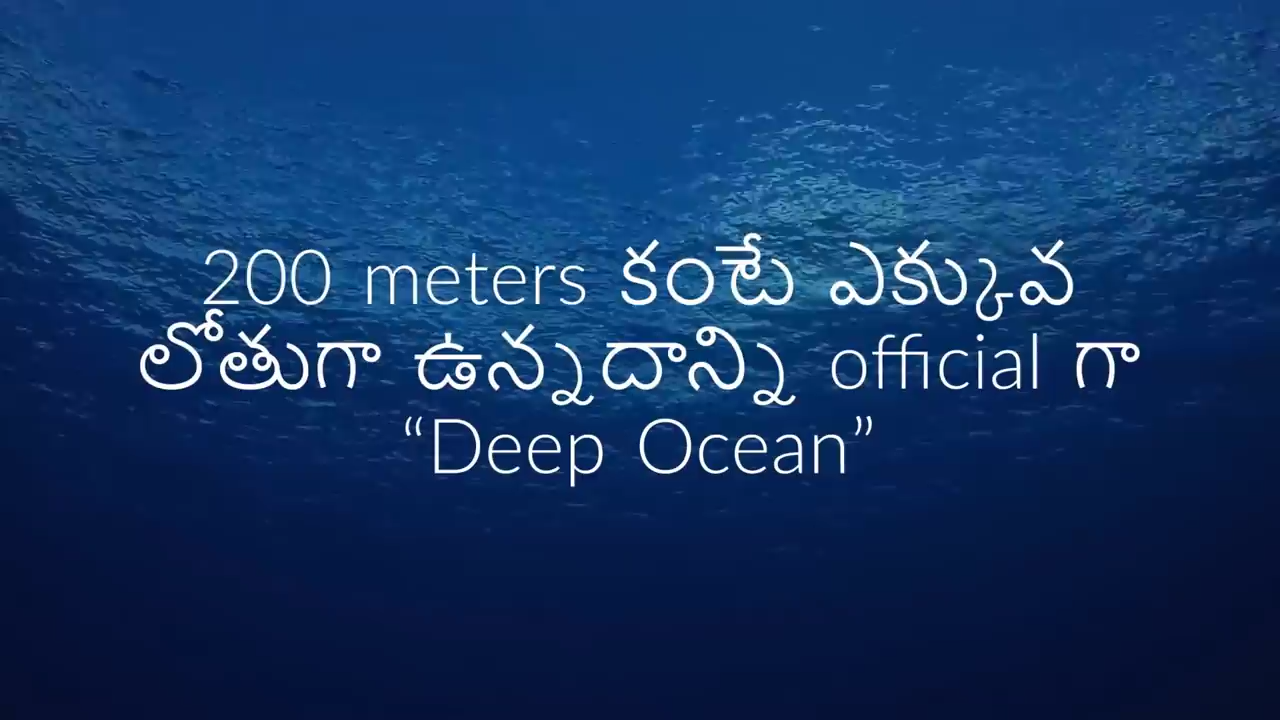 200 meters కంటే ఎక్కువ
లోతుగా ఉన్నదాన్ని official గా
“Deep Ocean”